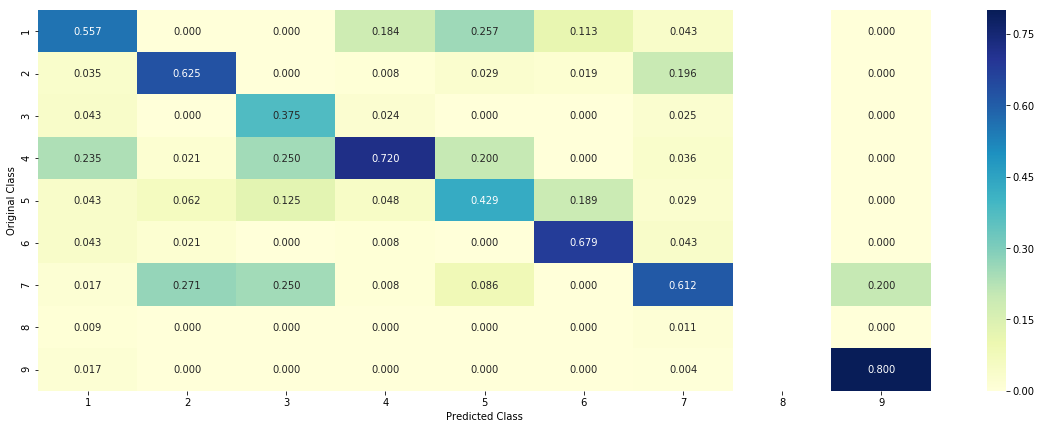 1 0.557 0.000 0.000 0.184 0.257 0.113 0.043 0.000
2 0.035 0.625 0.000 0.008 0.029 0.019 0.196 0.000
3 0.043 0.000 0.375 0.024 0.000 0.000 0.025 0.000
4 0.235 0.021 0.250 0.720 0.200 0.000 0.036 0.000
5 0.043 0.062 0.125 0.048 0.429 0.189 0.029 0.000
6 0.043 0.021 0.000 0.008 0.000 0.679 0.043 0.000
7 0.017 0.271 0.250 0.008 0.086 0.000 0.612 0.200
8 0.009 0.000 0.000 0.000 0.000 0.000 0.011 0.000
9 0.017 0.000 0.000 0.000 0.000 0.000 0.004 0.800
1 2 3 4 5 6 7 8 9
Predicted Class
Original Class
0.75
0.60
0.45
0.30
0.15
0.00